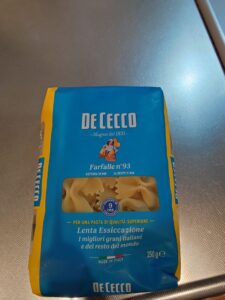 DE CECCO
Farfalle n°93
PER UNA PASTA DI QUALITÀ SUPERIORE
Lenta Essiccazione
I migliori grani italiani
e del resto del mondo
MADE IN ITALY
250 g e
DE CECCO